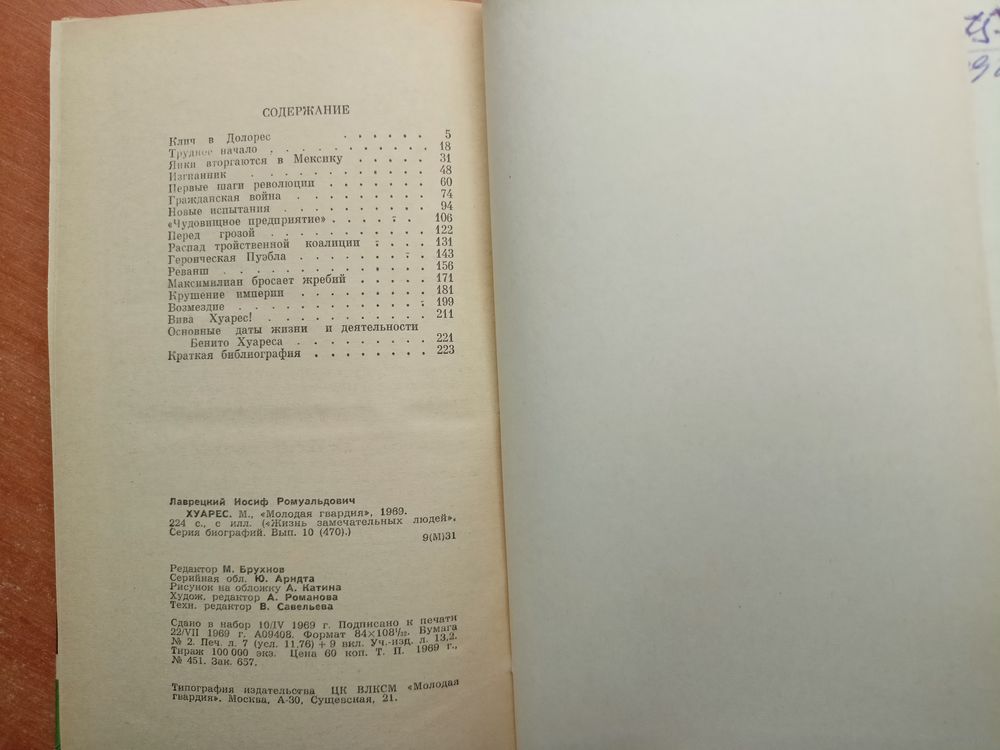 СОДЕРЖАНИЕ
Клич в Долорес . . . . . . 5
Трудное начало . . . . . . . . . . . 18
Янки вторгаются в Мексику . . . . . 31
Изгнанник . . . . . . . . . . . . 48
Первые шаги революции . . . . . . . 60
Гражданская война . . . . . . . . . 74
Новые испытания . . . . . . . . . . 94
«Чудовищное предприятие» . . . . . . 106
Перед грозой . . . . . . . . . . . 122
Распад тройственной коалиции . . . . 131
Героическая Пуэбла . . . . . . . . . 143
Реванш . . . . . . . . . . . . . 156
Максимилиан бросает жребий . . . . . 171
Крушение империи . . . . . . . . . 181
Возмездие . . . . . . . . . . . . 199
Вива Хуарес! . . . . . . . . . . . 211
Основные даты жизни и деятельности
Бенито Хуареса . . . . . . . . . 221
Краткая библиография . . . . . . . . 223
Лаврецкий Иосиф Ромуальдович
ХУАРЕС. М., «Молодая гвардия», 1969.
224 с., с илл. («Жизнь замечательных людей».
Серия биографий. Вып. 10 (470).)
9(М)31
Редактор М. Брухнов
Серийная обл. Ю. Арндта
Рисунок на обложку А. Катина
Худож. редактор А. Романова
Техн. редактор В. Савельева
Сдано в набор 10/IV 1969 г. Подписано к печати
22/VII 1969 г. А09408. Формат 84×108¹/₃₂. Бумага
№ 2. Печ. л. 7 (усл. 11,76) + 9 вкл. Уч.-изд. л. 13,2.
Тираж 100 000 экз. Цена 60 коп. Т. П. 1969 г.,
№ 451. Зак. 657.
Типография издательства ЦК ВЛКСМ «Молодая
гвардия». Москва, А-30, Сущевская, 21.